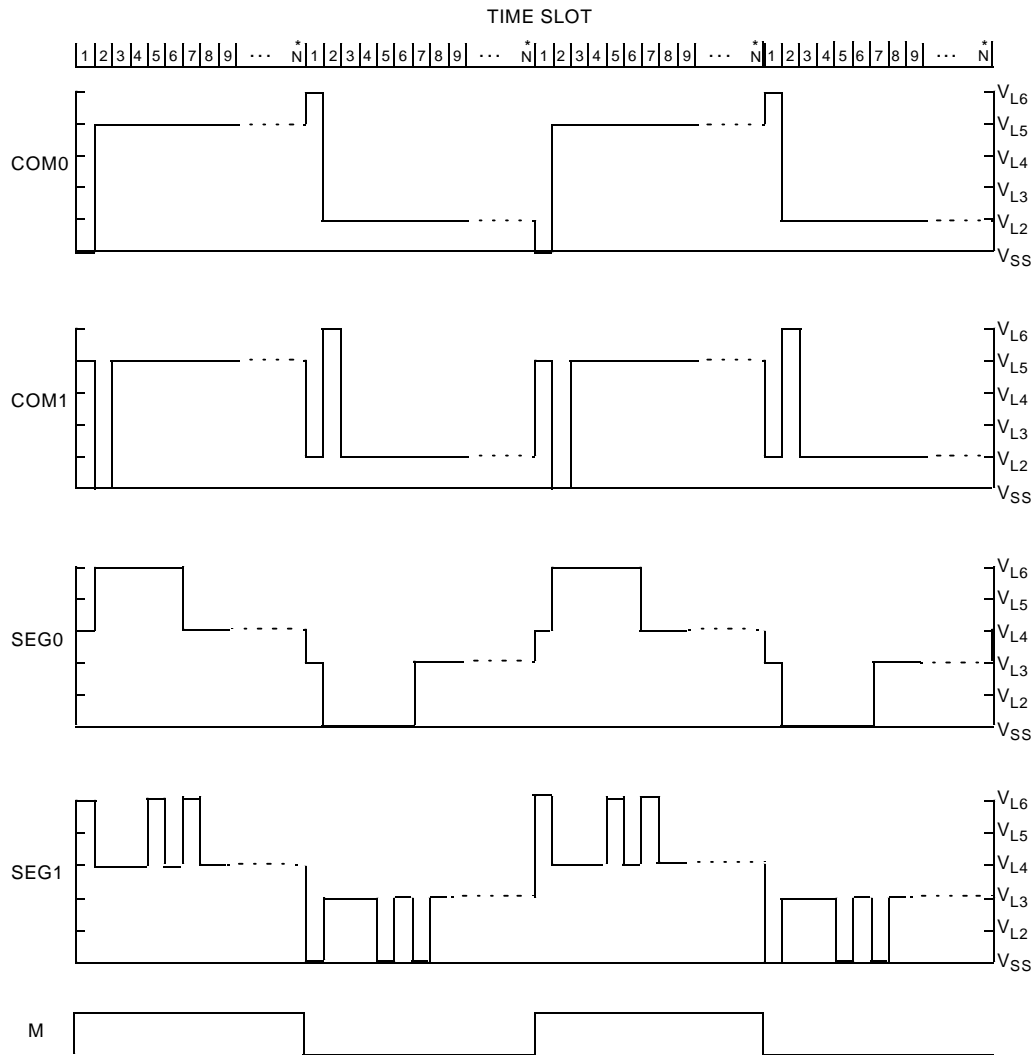 TIME SLOT
1 2 3 4 5 6 7 8 9 ··· N* 1 2 3 4 5 6 7 8 9 ··· N* 1 2 3 4 5 6 7 8 9 ··· N* 1 2 3 4 5 6 7 8 9 ··· N*
COM0
VL6
VL5
VL4
VL3
VL2
VSS
COM1
VL6
VL5
VL4
VL3
VL2
VSS
SEG0
VL6
VL5
VL4
VL3
VL2
VSS
SEG1
VL6
VL5
VL4
VL3
VL2
VSS
M